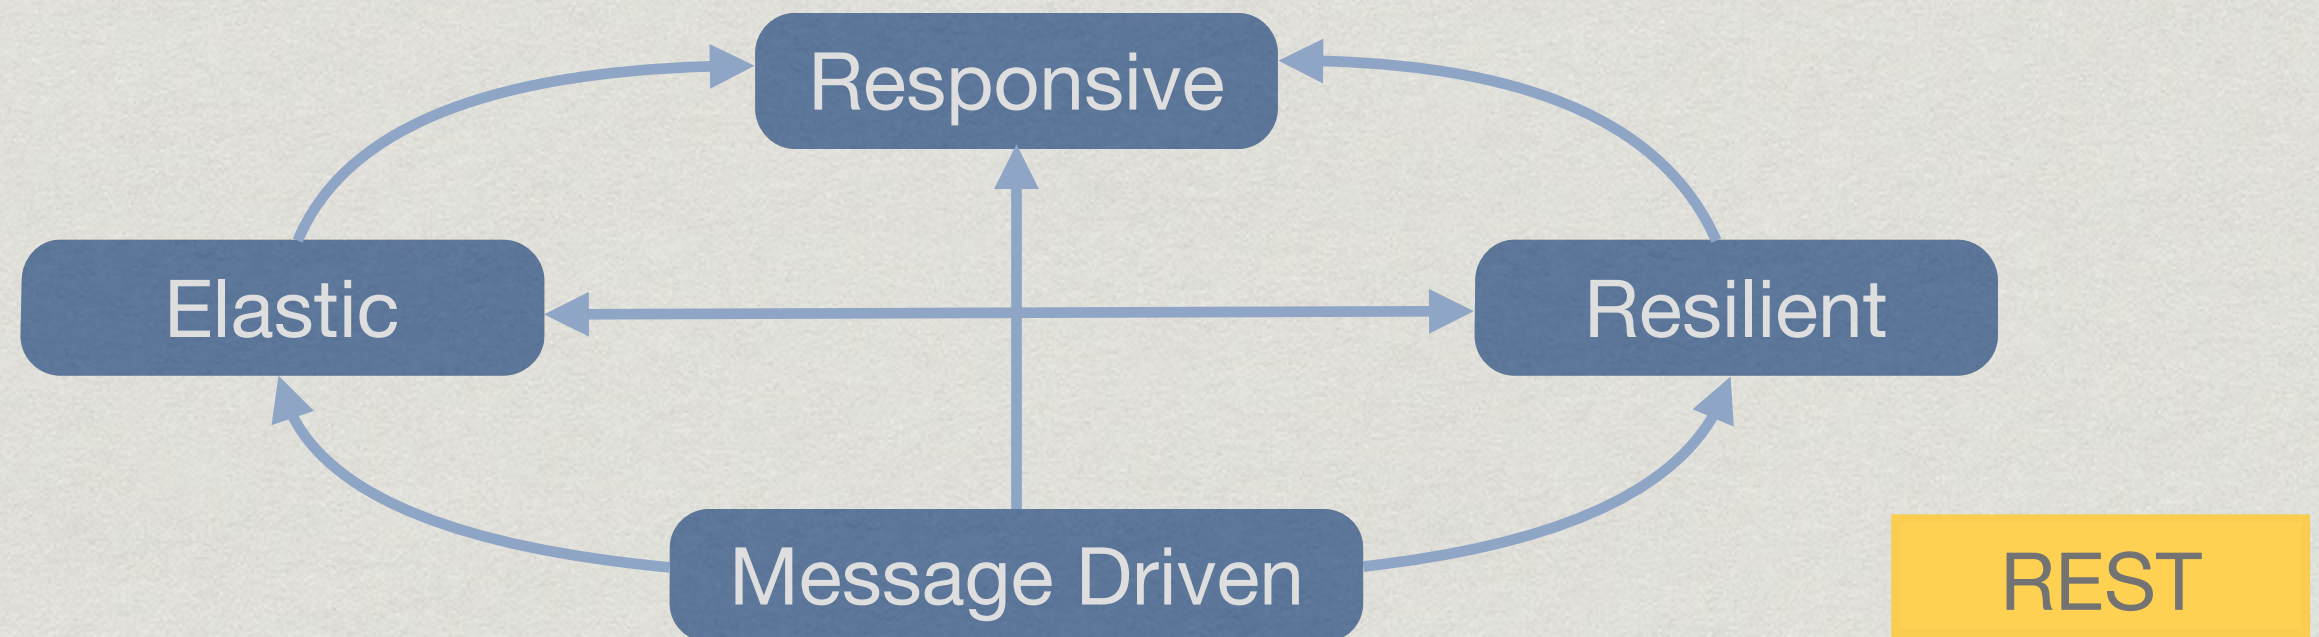 Responsive
Elastic
Resilient
Message Driven
REST